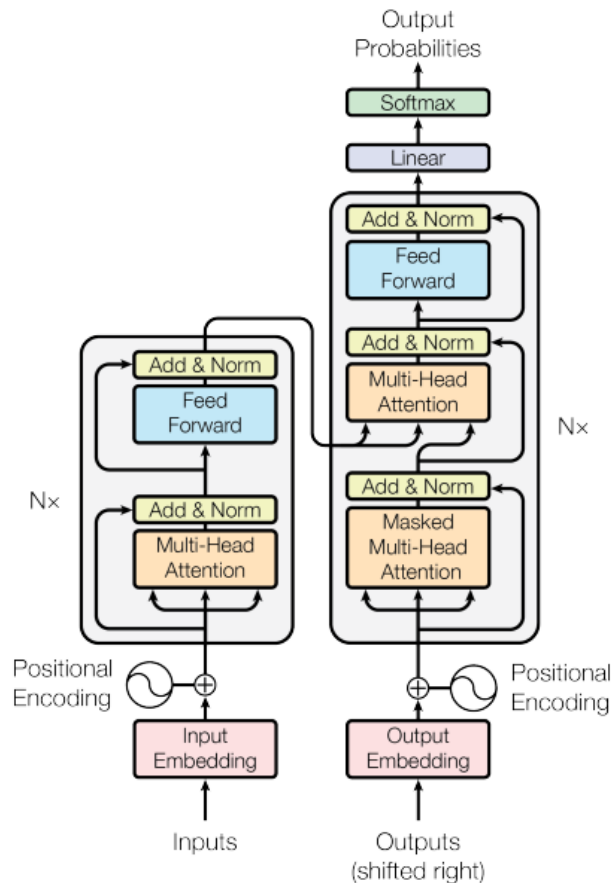 Output
Probabilities
Softmax
Linear
Add & Norm
Feed
Forward
Add & Norm
Multi-Head
Attention
Add & Norm
Masked
Multi-Head
Attention
N×
Add & Norm
Feed
Forward
Add & Norm
Multi-Head
Attention
N×
Positional
Encoding
Positional
Encoding
Input
Embedding
Output
Embedding
Inputs
Outputs
(shifted right)